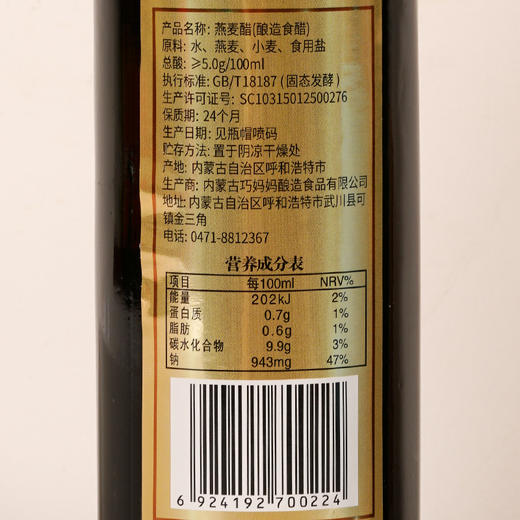 产品名称: 燕麦醋(酿造食醋)
原料: 水、燕麦、小麦、食用盐
总酸: ≥5.0g/100ml
执行标准: GB/T18187 (固态发酵)
生产许可证号: SC10315012500276
保质期: 24个月
生产日期: 见瓶帽喷码
贮存方法: 置于阴凉干燥处
产地: 内蒙古自治区呼和浩特市
生产商: 内蒙古巧妈妈酿造食品有限公司
地址: 内蒙古自治区呼和浩特市武川县可
镇金三角
电话: 0471-8812367
营养成分表
项目 每100ml NRV%
能量 202kJ 2%
蛋白质 0.7g 1%
脂肪 0.6g 1%
碳水化合物 9.9g 3%
钠 943mg 47%
6 924192 700224